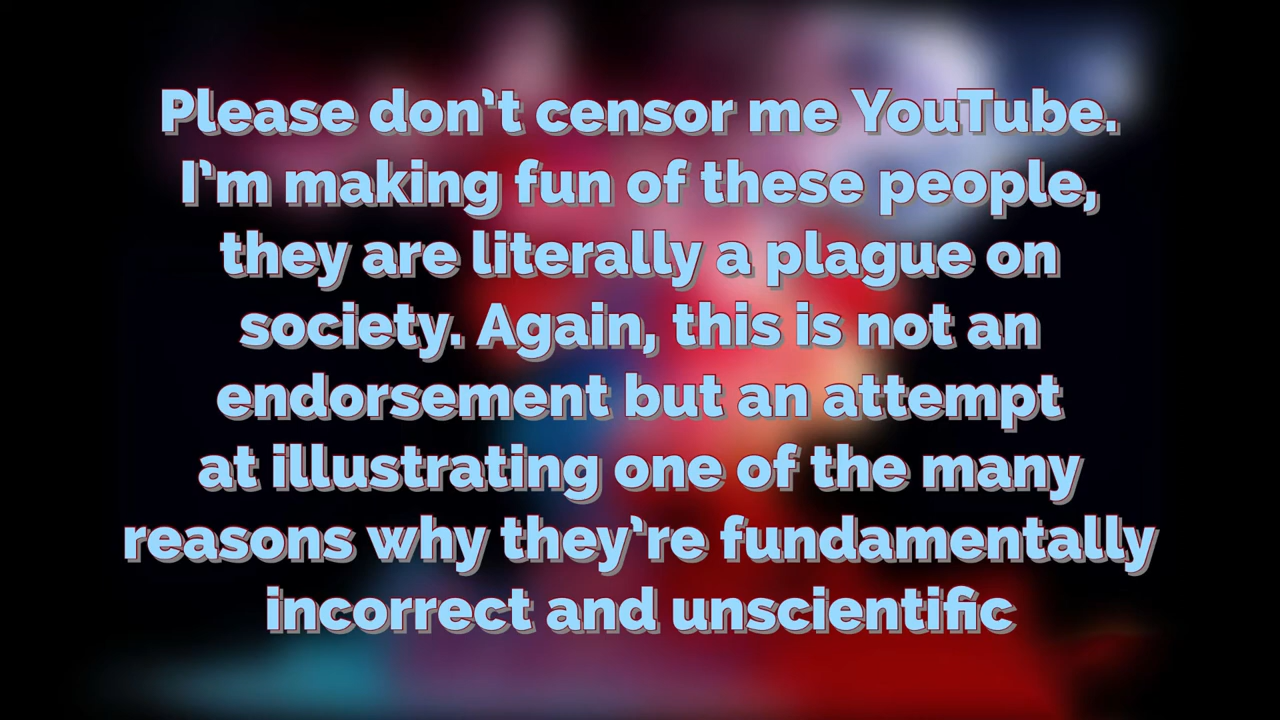 Please don’t censor me YouTube.
I’m making fun of these people,
they are literally a plague on
society. Again, this is not an
endorsement but an attempt
at illustrating one of the many
reasons why they’re fundamentally
incorrect and unscientific